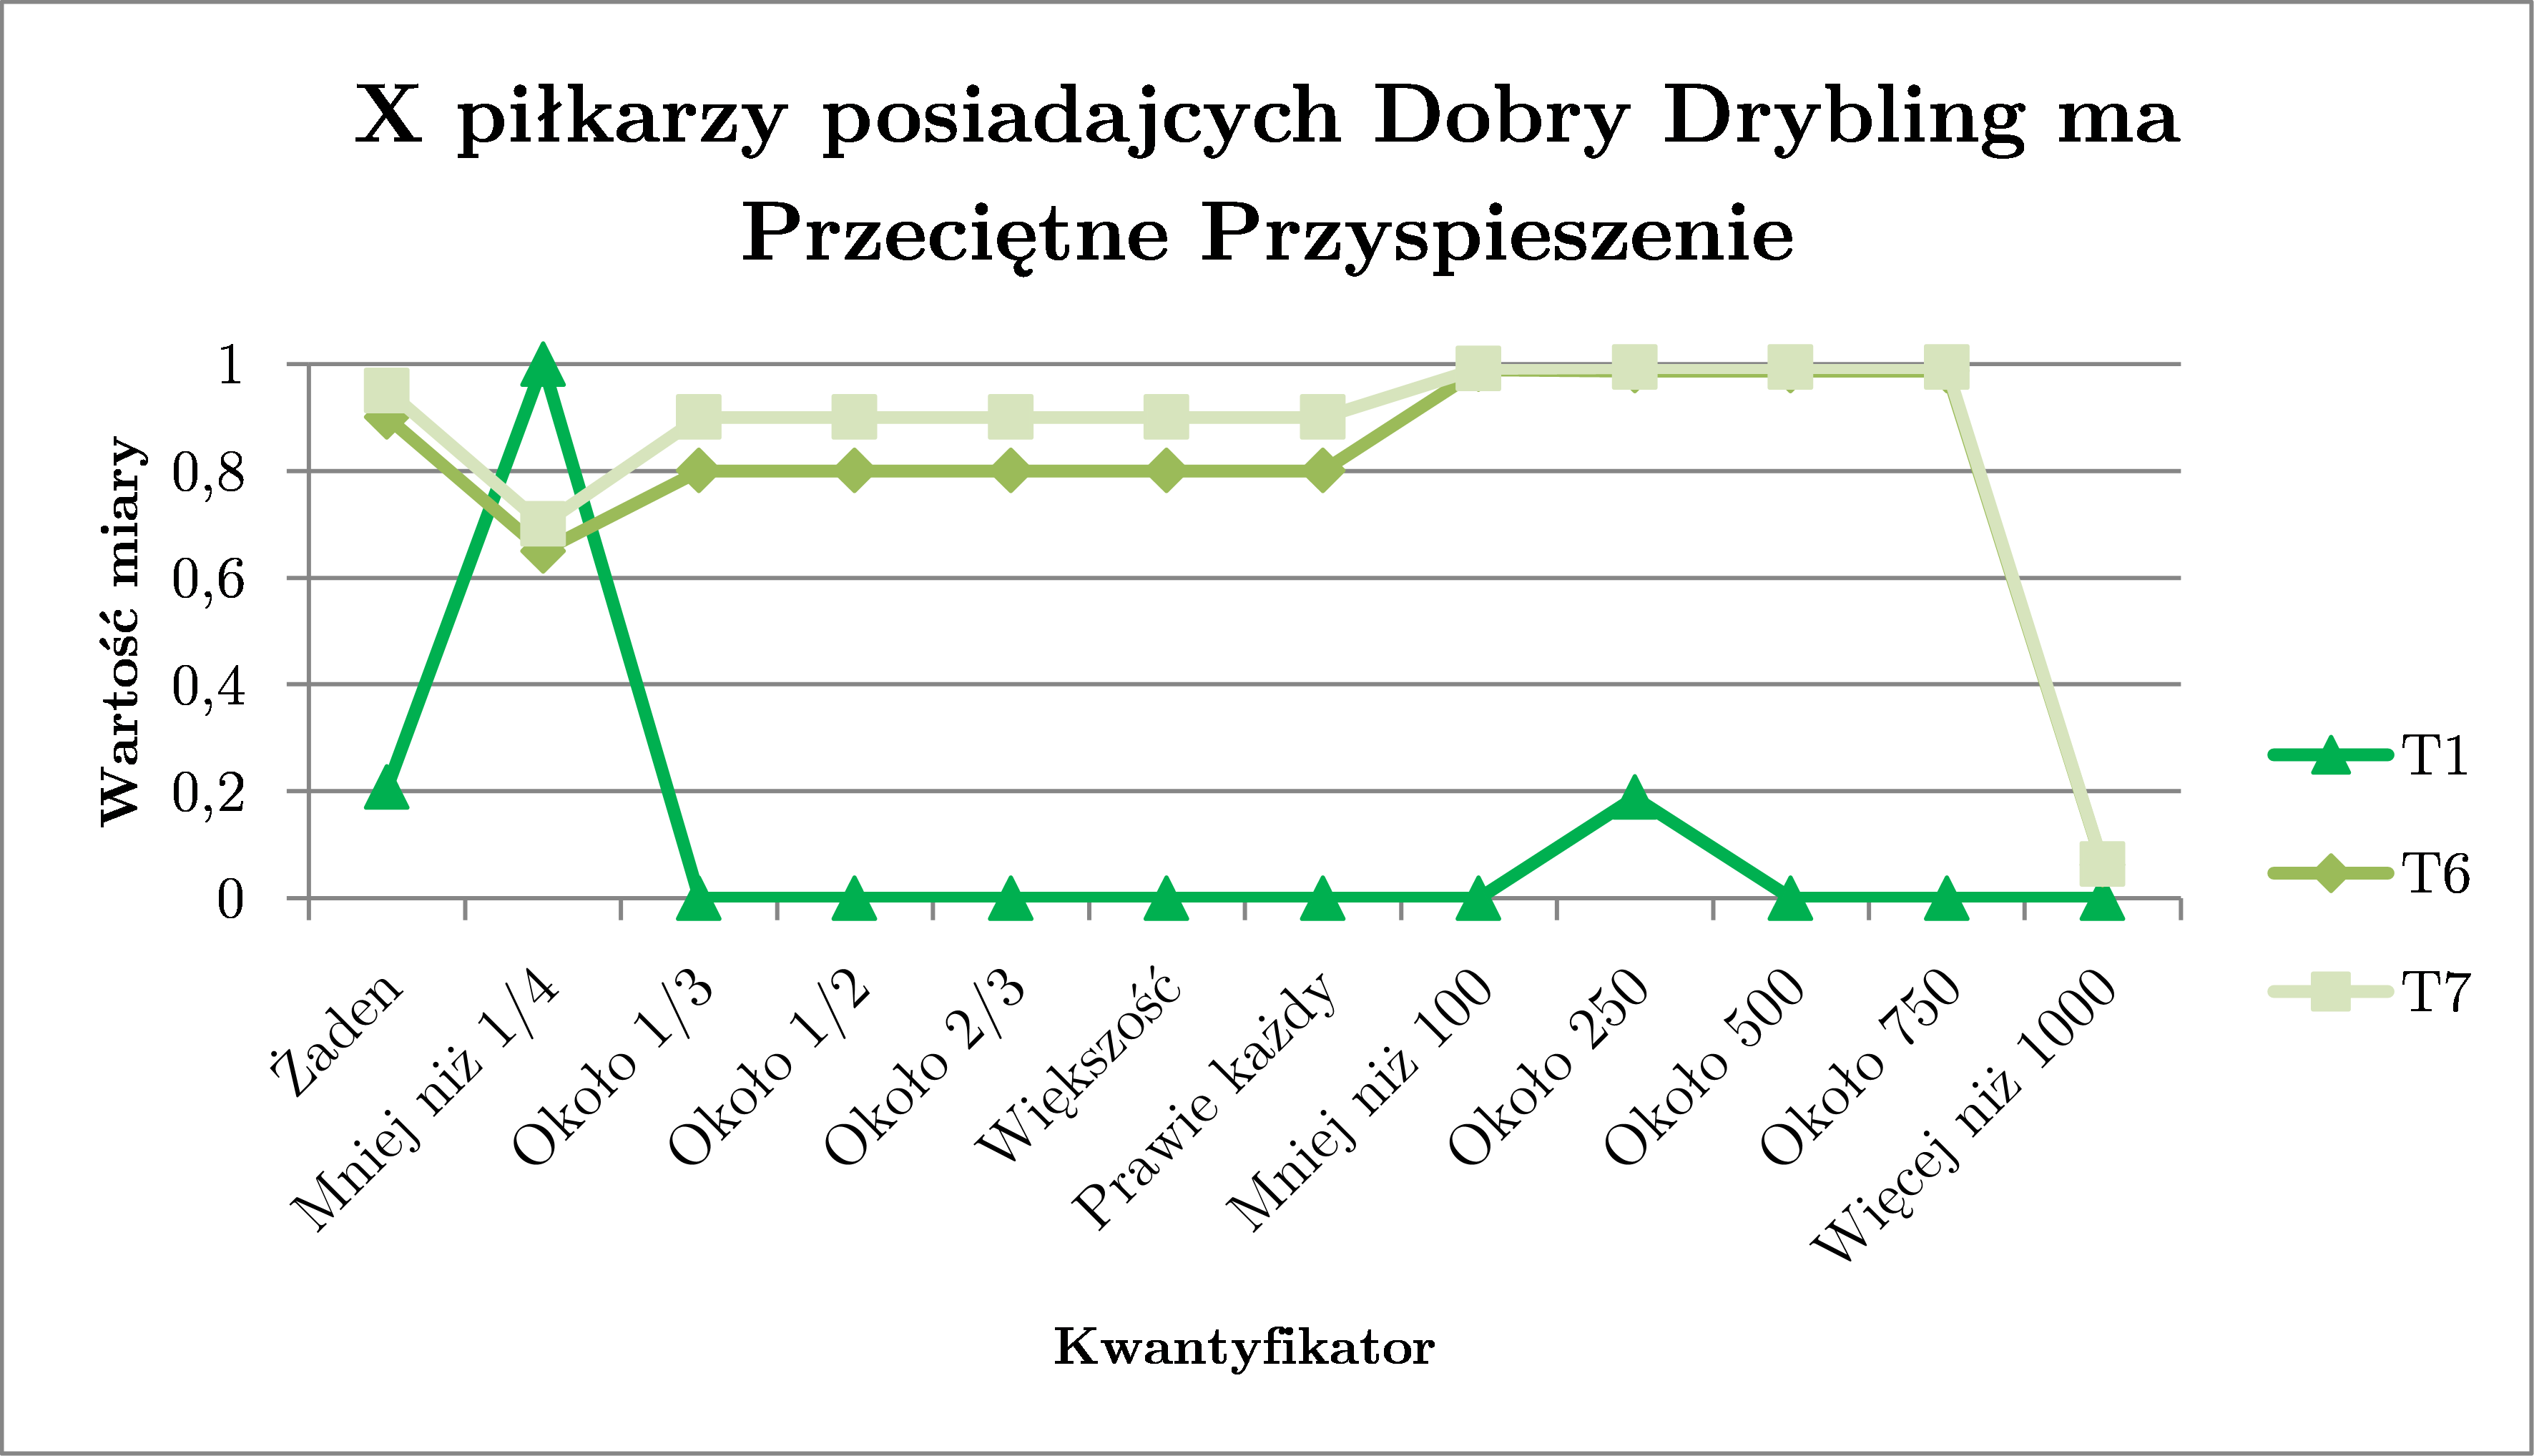 X piłkarzy posiadajcych Dobry Drybling ma
Przeciętne Przyspieszenie
Wartość miary
1
0,8
0,6
0,4
0,2
0
Żaden
Mniej niż 1/4
Około 1/3
Około 1/2
Około 2/3
Większość
Prawie każdy
Mniej niż 100
Około 250
Około 500
Około 750
Więcej niż 1000
Kwantyfikator
T1
T6
T7